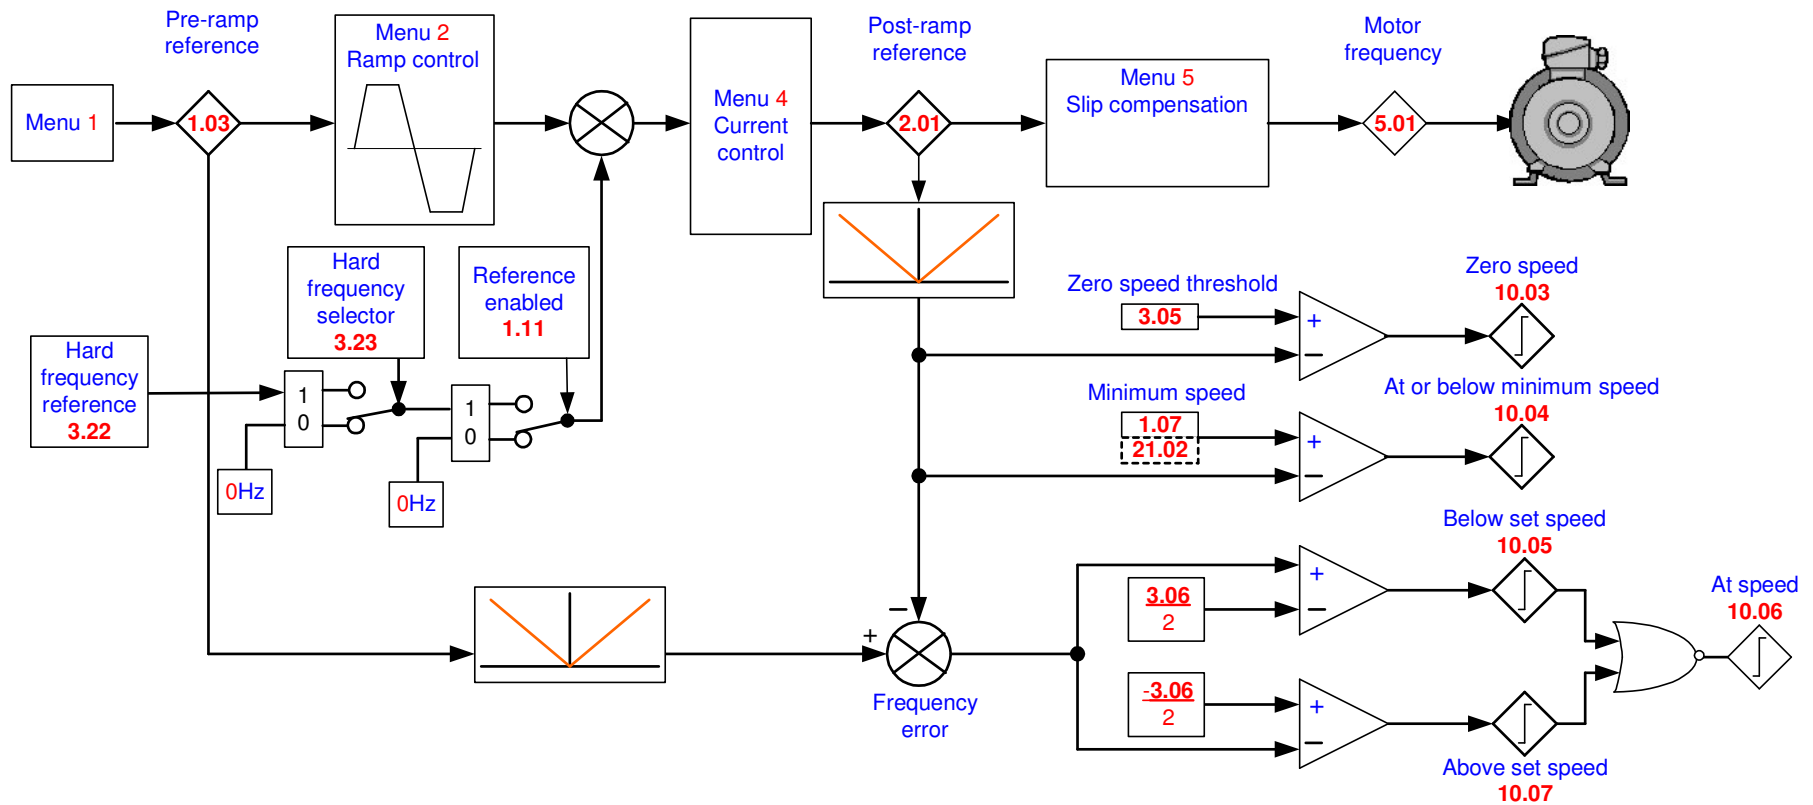 Pre-ramp
reference
Menu 2
Ramp control
Post-ramp
reference
Motor
frequency
Menu 1
1.03
Menu 4
Current
control
2.01
Menu 5
Slip compensation
5.01
Hard
frequency
selector
3.23
Reference
enabled
1.11
Hard
frequency
reference
3.22
1
0
1
0
0Hz
0Hz
Zero speed threshold
3.05
+
−
Zero speed
10.03
Minimum speed
1.07
21.02
+
−
At or below minimum speed
10.04
Below set speed
10.05
3.06
2
+
−
At speed
10.06
−
+
Frequency
error
-3.06
2
+
−
Above set speed
10.07